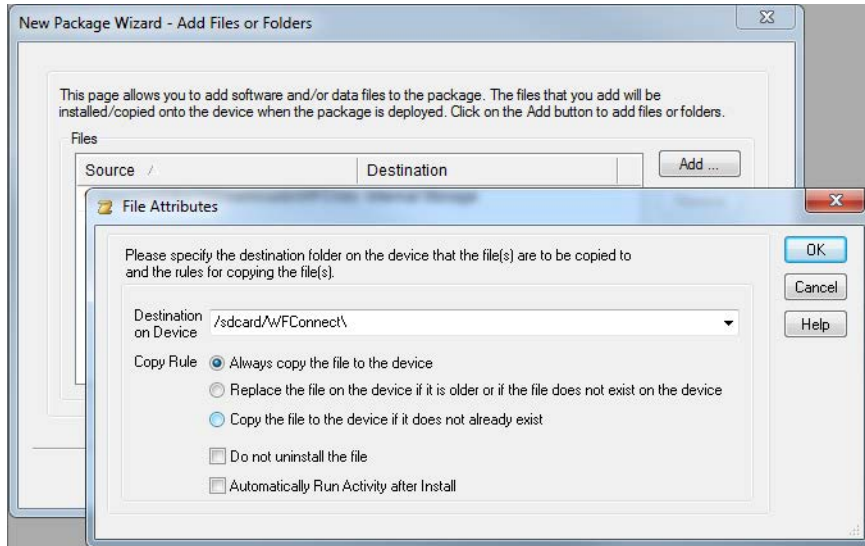 New Package Wizard - Add Files or Folders
This page allows you to add software and/or data files to the package. The files that you add will be
installed/copied onto the device when the package is deployed. Click on the Add button to add files or folders.
Files
Source
Destination
Add ...
File Attributes
Please specify the destination folder on the device that the file(s) are to be copied to
and the rules for copying the file(s).
OK
Cancel
Help
Destination
on Device
/sdcard/WFConnect\
Copy Rule
Always copy the file to the device
Replace the file on the device if it is older or if the file does not exist on the device
Copy the file to the device if it does not already exist
Do not uninstall the file
Automatically Run Activity after Install